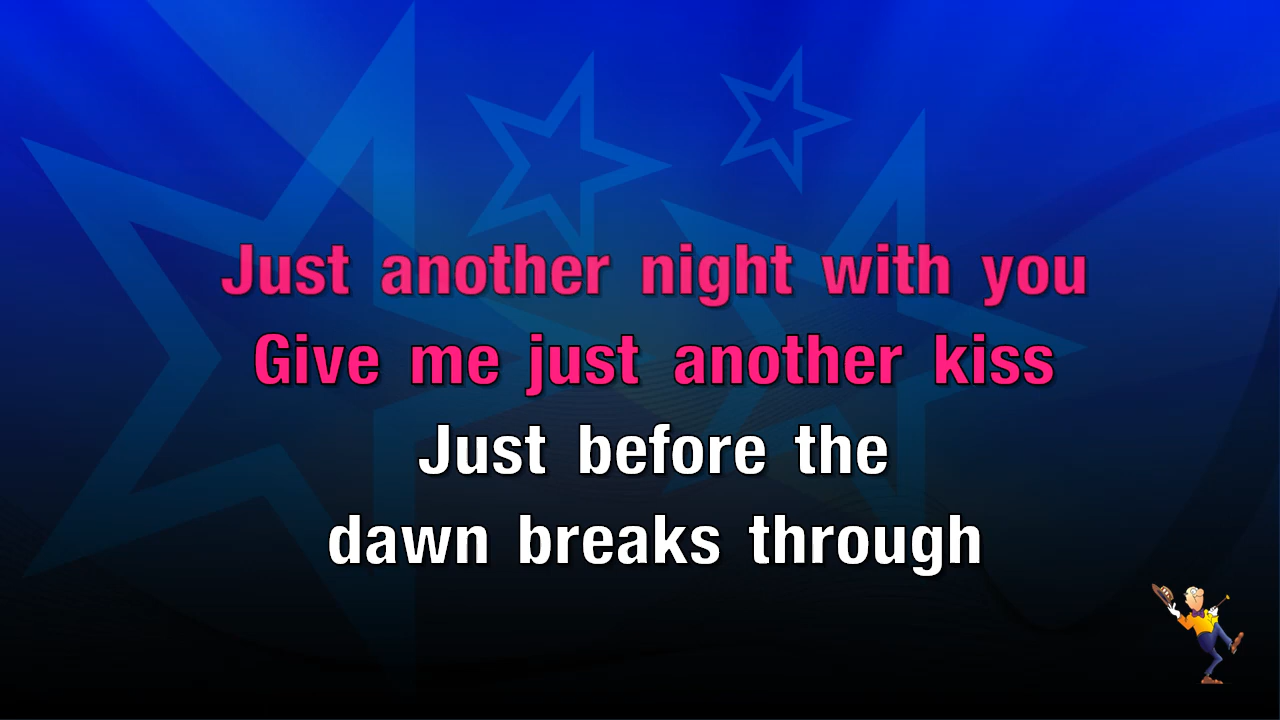 Just another night with you
Give me just another kiss
Just before the
dawn breaks through